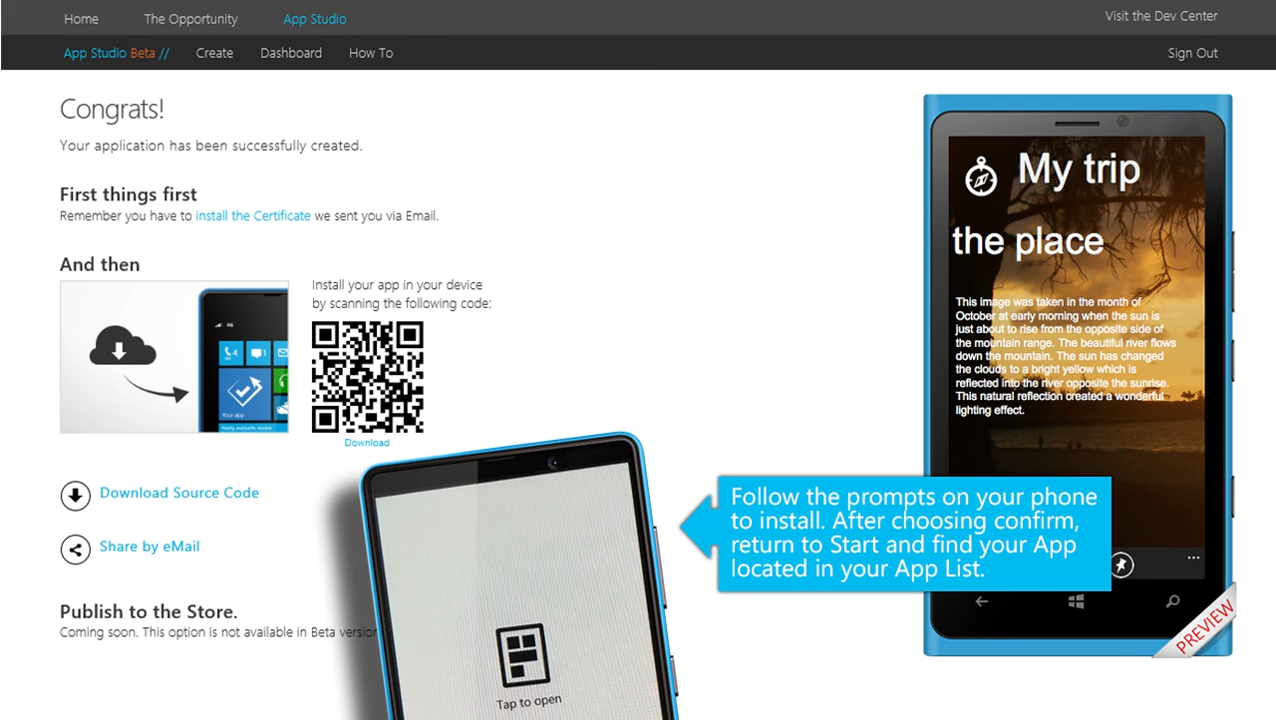 Home The Opportunity App Studio Visit the Dev Center
App Studio Beta // Create Dashboard How To Sign Out
Congrats!
Your application has been successfully created.
First things first
Remember you have to install the Certificate we sent you via Email.
And then
Install your app in your device
by scanning the following code:
4G
4
1
Your app
Download
Download Source Code
Share by eMail
Publish to the Store.
Coming soon. This option is not available in Beta version
Tap to open
Follow the prompts on your phone
to install. After choosing confirm,
return to Start and find your App
located in your App List.
My trip
the place
This image was taken in the month of
October at early morning when the sun is
just about to rise from the opposite side of
the mountain range. The beautiful river flows
down the mountain. The sun has changed
the clouds to a bright yellow which is
reflected into the river opposite the sunrise.
This natural reflection created a wonderful
lighting effect.
PREVIEW